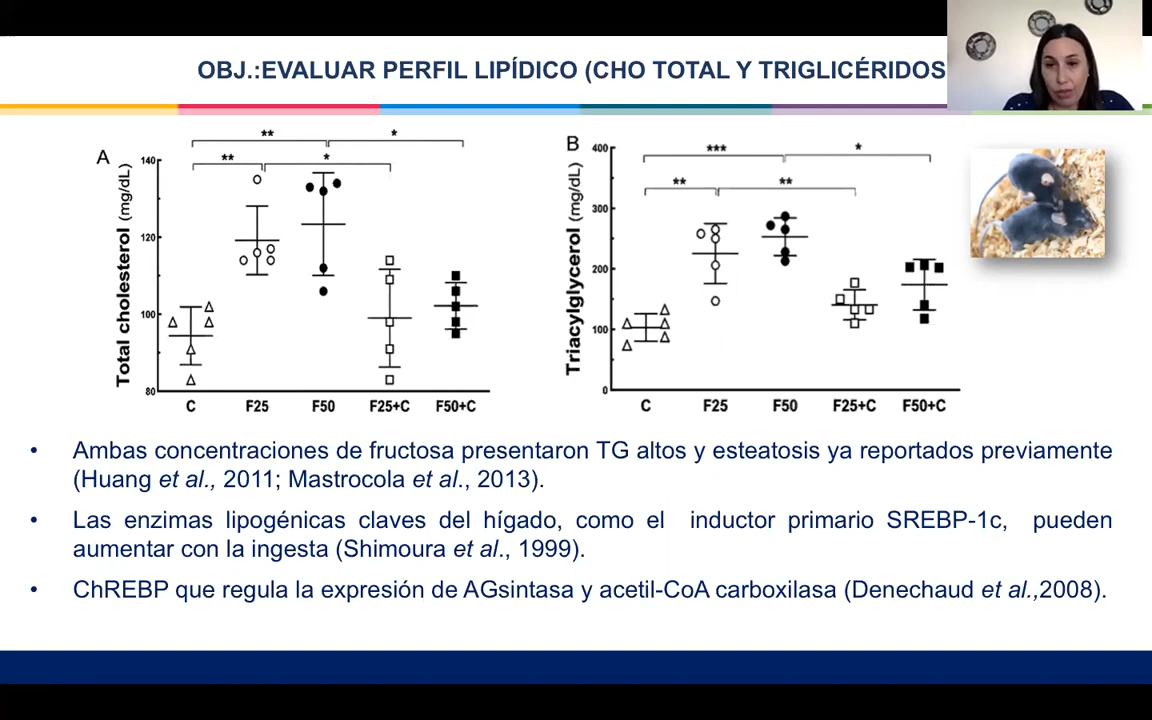 OBJ.:EVALUAR PERFIL LIPÍDICO (CHO TOTAL Y TRIGLICÉRIDOS
A
Total cholesterol (mg/dL)
140
120
100
80
** *
** *
C F25 F50 F25+C F50+C
B
Triacylglycerol (mg/dL)
400
300
200
100
0
*** *
** **
C F25 F50 F25+C F50+C
• Ambas concentraciones de fructosa presentaron TG altos y esteatosis ya reportados previamente
(Huang et al., 2011; Mastrocola et al., 2013).
• Las enzimas lipogénicas claves del hígado, como el inductor primario SREBP-1c, pueden
aumentar con la ingesta (Shimoura et al., 1999).
• ChREBP que regula la expresión de AGsintasa y acetil-CoA carboxilasa (Denechaud et al.,2008).